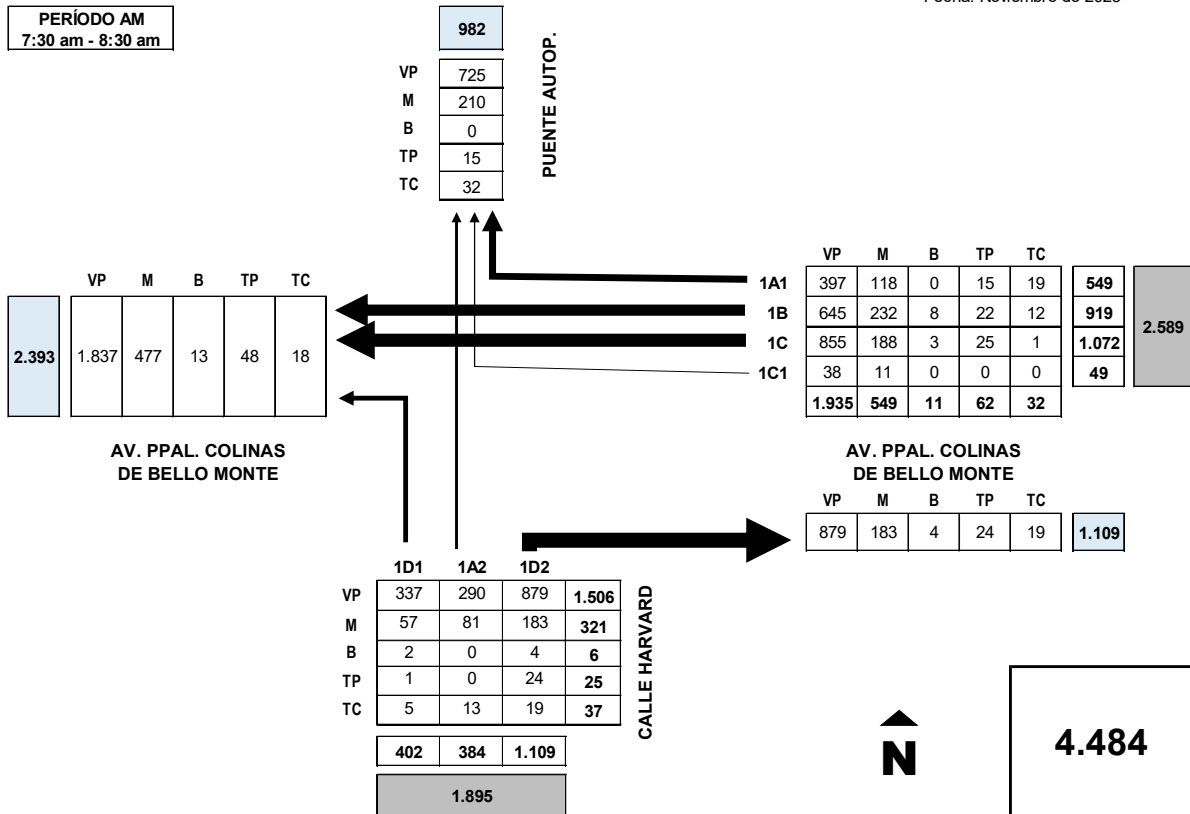 Fecha: Noviembre de 2023
PERÍODO AM
7:30 am - 8:30 am
982
VP 725
M 210
B 0
TP 15
TC 32
PUENTE AUTOP.
VP M B TP TC
2.393 1.837 477 13 48 18
AV. PPAL. COLINAS
DE BELLO MONTE
VP M B TP TC
1A1 397 118 0 15 19 549
1B 645 232 8 22 12 919
1C 855 188 3 25 1 1.072
1C1 38 11 0 0 0 49
1.935 549 11 62 32
2.589
AV. PPAL. COLINAS
DE BELLO MONTE
VP M B TP TC
879 183 4 24 19 1.109
1D1 1A2 1D2
VP 337 290 879 1.506
M 57 81 183 321
B 2 0 4 6
TP 1 0 24 25
TC 5 13 19 37
402 384 1.109
1.895
CALLE HARVARD
N
4.484